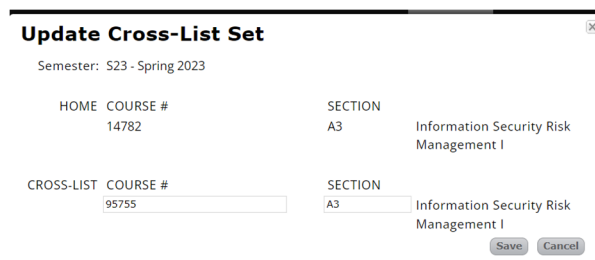 Update Cross-List Set
Semester: S23 - Spring 2023
HOME COURSE # SECTION
14782 A3 Information Security Risk
Management I
CROSS-LIST COURSE # SECTION
95755 A3 Information Security Risk
Management I
Save Cancel